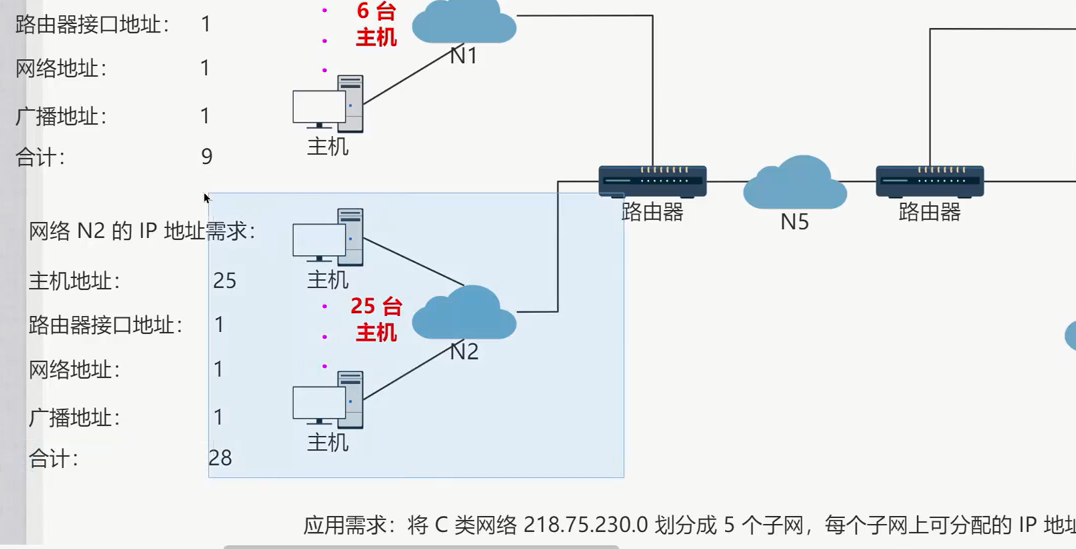 路由器接口地址： 1
网络地址： 1
广播地址： 1
合计： 9
6 台
主机
N1
主机
网络 N2 的 IP 地址需求：
主机地址： 25
路由器接口地址： 1
网络地址： 1
广播地址： 1
合计： 28
主机
25 台
主机
N2
主机
路由器
N5
路由器
应用需求：将 C 类网络 218.75.230.0 划分成 5 个子网，每个子网上可分配的 IP 地